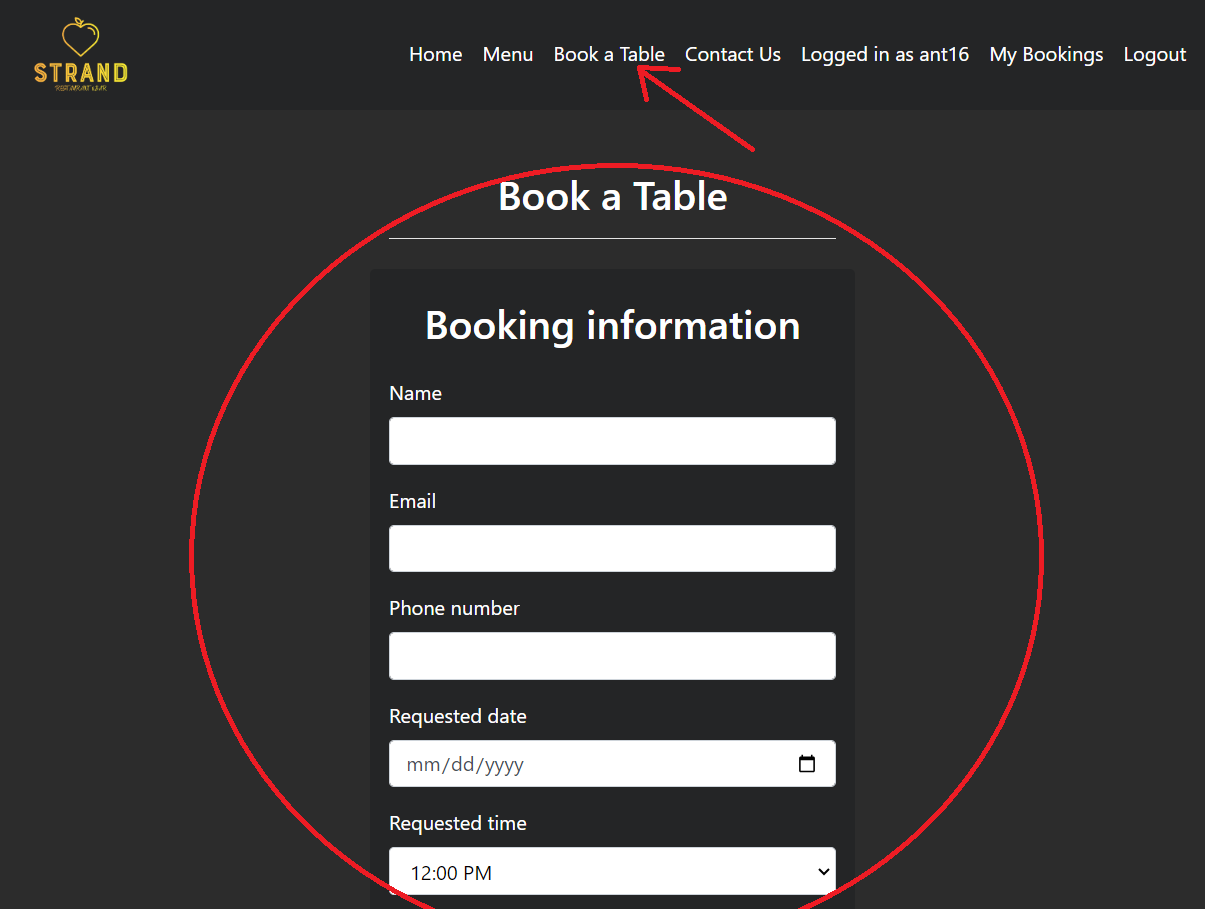 STRAND
Home Menu Book a Table Contact Us Logged in as ant16 My Bookings Logout
Book a Table
Booking information
Name
Email
Phone number
Requested date
mm/dd/yyyy
Requested time
12:00 PM